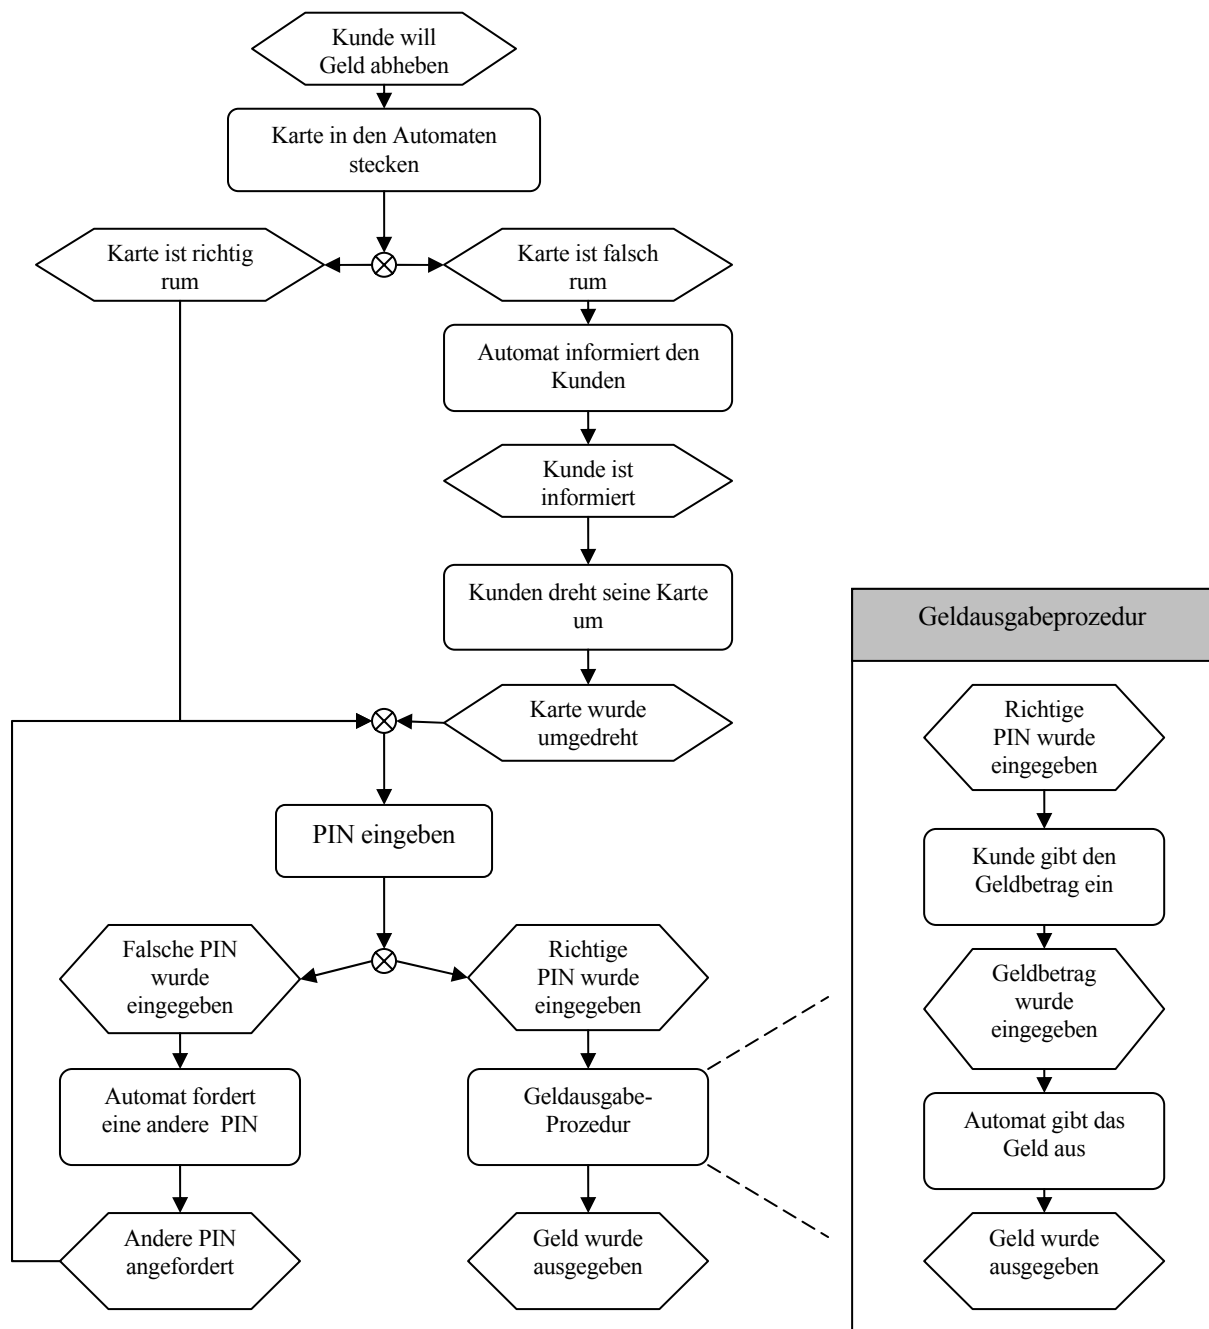 Kunde will
Geld abheben
Karte in den Automaten
stecken
Karte ist richtig
rum
Karte ist falsch
rum
Automat informiert den
Kunden
Kunde ist
informiert
Kunden dreht seine Karte
um
Karte wurde
umgedreht
PIN eingeben
Falsche PIN
wurde
eingegeben
Richtige
PIN wurde
eingegeben
Automat fordert
eine andere PIN
Geldausgabe-
Prozedur
Andere PIN
angefordert
Geld wurde
ausgegeben
Geldausgabeprozedur
Richtige
PIN wurde
eingegeben
Kunde gibt den
Geldbetrag ein
Geldbetrag
wurde
eingegeben
Automat gibt das
Geld aus
Geld wurde
ausgegeben